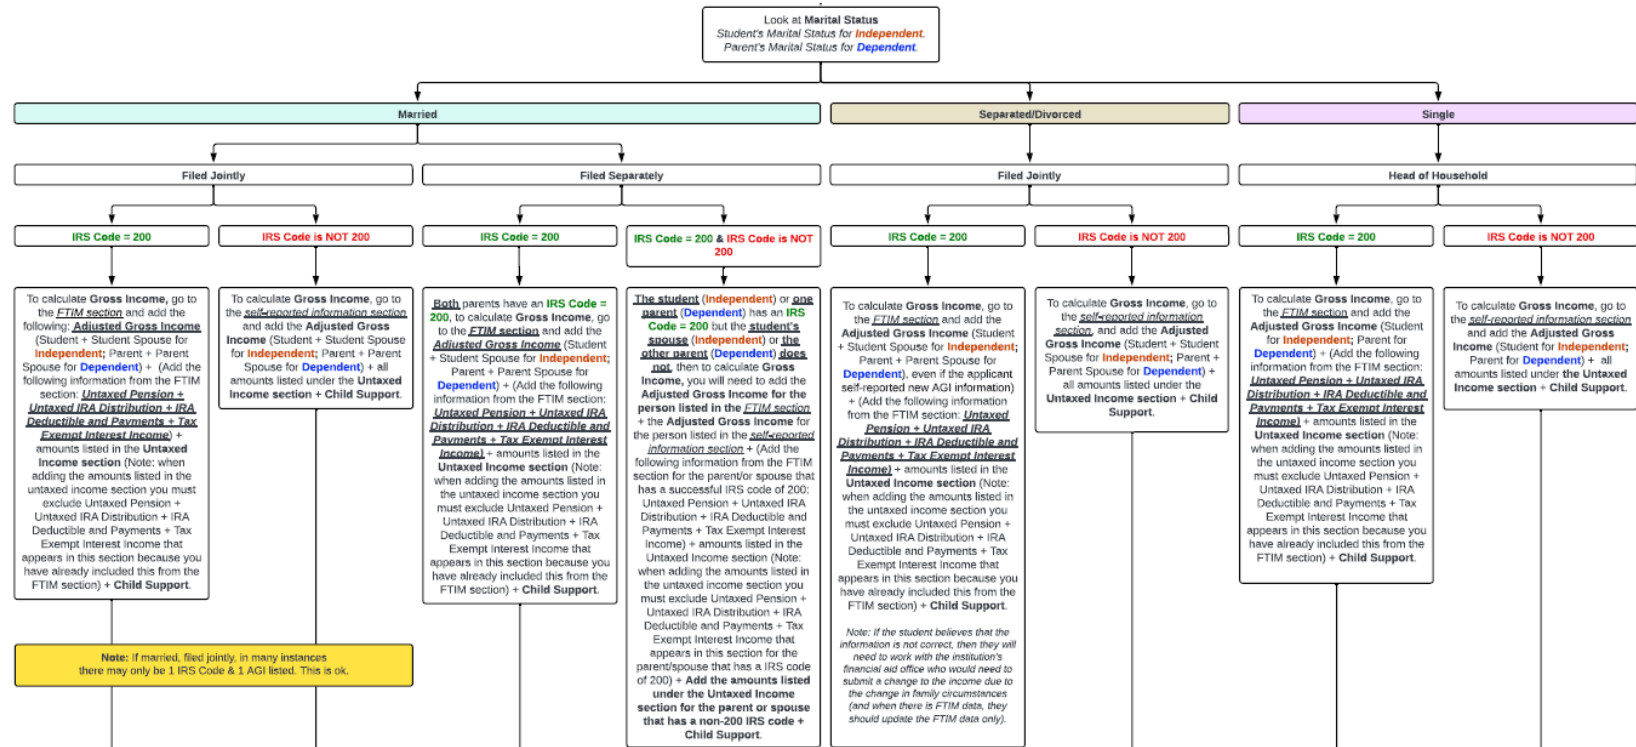 Look at Marital Status
Student's Marital Status for Independent.
Parent's Marital Status for Dependent.
Married
Separated/Divorced
Single
Filed Jointly
Filed Separately
Filed Jointly
Head of Household
IRS Code = 200
IRS Code is NOT 200
IRS Code = 200
IRS Code = 200 & IRS Code is NOT
200
IRS Code = 200
IRS Code is NOT 200
IRS Code = 200
IRS Code is NOT 200
To calculate Gross Income, go to
the FTIM section and add the
following: Adjusted Gross Income
(Student + Student Spouse for
Independent; Parent + Parent
Spouse for Dependent) + (Add the
following information from the FTIM
section: Untaxed Pension +
Untaxed IRA Distribution + IRA
Deductible and Payments + Tax
Exempt Interest Income) +
amounts listed in the Untaxed
Income section (Note: when
adding the amounts listed in the
untaxed income section you must
exclude Untaxed Pension +
Untaxed IRA Distribution + IRA
Deductible and Payments + Tax
Exempt Interest Income that
appears in this section because you
have already included this from the
FTIM section) + Child Support.
To calculate Gross Income, go to
the self-reported information section
and add the Adjusted Gross
Income (Student + Student Spouse
for Independent; Parent + Parent
Spouse for Dependent) + all
amounts listed under the Untaxed
Income section + Child Support.
Both parents have an IRS Code =
200, to calculate Gross Income, go
to the FTIM section and add the
Adjusted Gross Income (Student
+ Student Spouse for Independent;
Parent + Parent Spouse for
Dependent) + (Add the following
information from the FTIM section:
Untaxed Pension + Untaxed IRA
Distribution + IRA Deductible and
Payments + Tax Exempt Interest
Income) + amounts listed in the
Untaxed Income section (Note:
when adding the amounts listed in
the untaxed income section you
must exclude Untaxed Pension +
Untaxed IRA Distribution + IRA
Deductible and Payments + Tax
Exempt Interest Income that
appears in this section because you
have already included this from the
FTIM section) + Child Support.
The student (Independent) or one
parent (Dependent) has an IRS
Code = 200 but the student's
spouse (Independent) or the
other parent (Dependent) does
not, then to calculate Gross
Income, you will need to add the
Adjusted Gross Income for the
person listed in the FTIM section
+ the Adjusted Gross Income for
the person listed in the self-reported
information section + (Add the
following information from the FTIM
section for the parent/or spouse that
has a successful IRS code of 200:
Untaxed Pension + Untaxed IRA
Distribution + IRA Deductible and
Payments + Tax Exempt Interest
Income) + amounts listed in the
Untaxed Income section (Note:
when adding the amounts listed in
the untaxed income section you
must exclude Untaxed Pension +
Untaxed IRA Distribution + IRA
Deductible and Payments + Tax
Exempt Interest Income that
appears in this section for the
parent/spouse that has a IRS code
of 200) + Add the amounts listed
under the Untaxed Income
section for the parent or spouse
that has a non-200 IRS code +
Child Support.
To calculate Gross Income, go to
the FTIM section and add the
Adjusted Gross Income (Student
+ Student Spouse for Independent;
Parent + Parent Spouse for
Dependent), even if the applicant
self-reported new AGI information)
+ (Add the following information
from the FTIM section: Untaxed
Pension + Untaxed IRA
Distribution + IRA Deductible and
Payments + Tax Exempt Interest
Income) + amounts listed in the
Untaxed Income section (Note:
when adding the amounts listed in
the untaxed income section you
must exclude Untaxed Pension +
Untaxed IRA Distribution + IRA
Deductible and Payments + Tax
Exempt Interest Income that
appears in this section because you
have already included this from the
FTIM section) + Child Support.
Note: If the student believes that the
information is not correct, then they will
need to work with the institution's
financial aid office who would need to
submit a change to the income due to
the change in family circumstances
(and when there is FTIM data, they
should update the FTIM data only).
To calculate Gross Income, go to
the self-reported information
section, and add the Adjusted
Gross Income (Student + Student
Spouse for Independent; Parent +
Parent Spouse for Dependent) +
all amounts listed under the
Untaxed Income section + Child
Support.
To calculate Gross Income, go to
the FTIM section and add the
Adjusted Gross Income (Student
for Independent; Parent for
Dependent) + (Add the following
information from the FTIM section:
Untaxed Pension + Untaxed IRA
Distribution + IRA Deductible and
Payments + Tax Exempt Interest
Income) + amounts listed in the
Untaxed Income section (Note:
when adding the amounts listed in
the untaxed income section you
must exclude Untaxed Pension +
Untaxed IRA Distribution + IRA
Deductible and Payments + Tax
Exempt Interest Income that
appears in this section because you
have already included this from the
FTIM section) + Child Support.
To calculate Gross Income, go to
the self-reported information section
and add the Adjusted Gross
Income (Student for Independent;
Parent for Dependent) + all
amounts listed under the Untaxed
Income section + Child Support.
Note: If married, filed jointly, in many instances
there may only be 1 IRS Code & 1 AGI listed. This is ok.